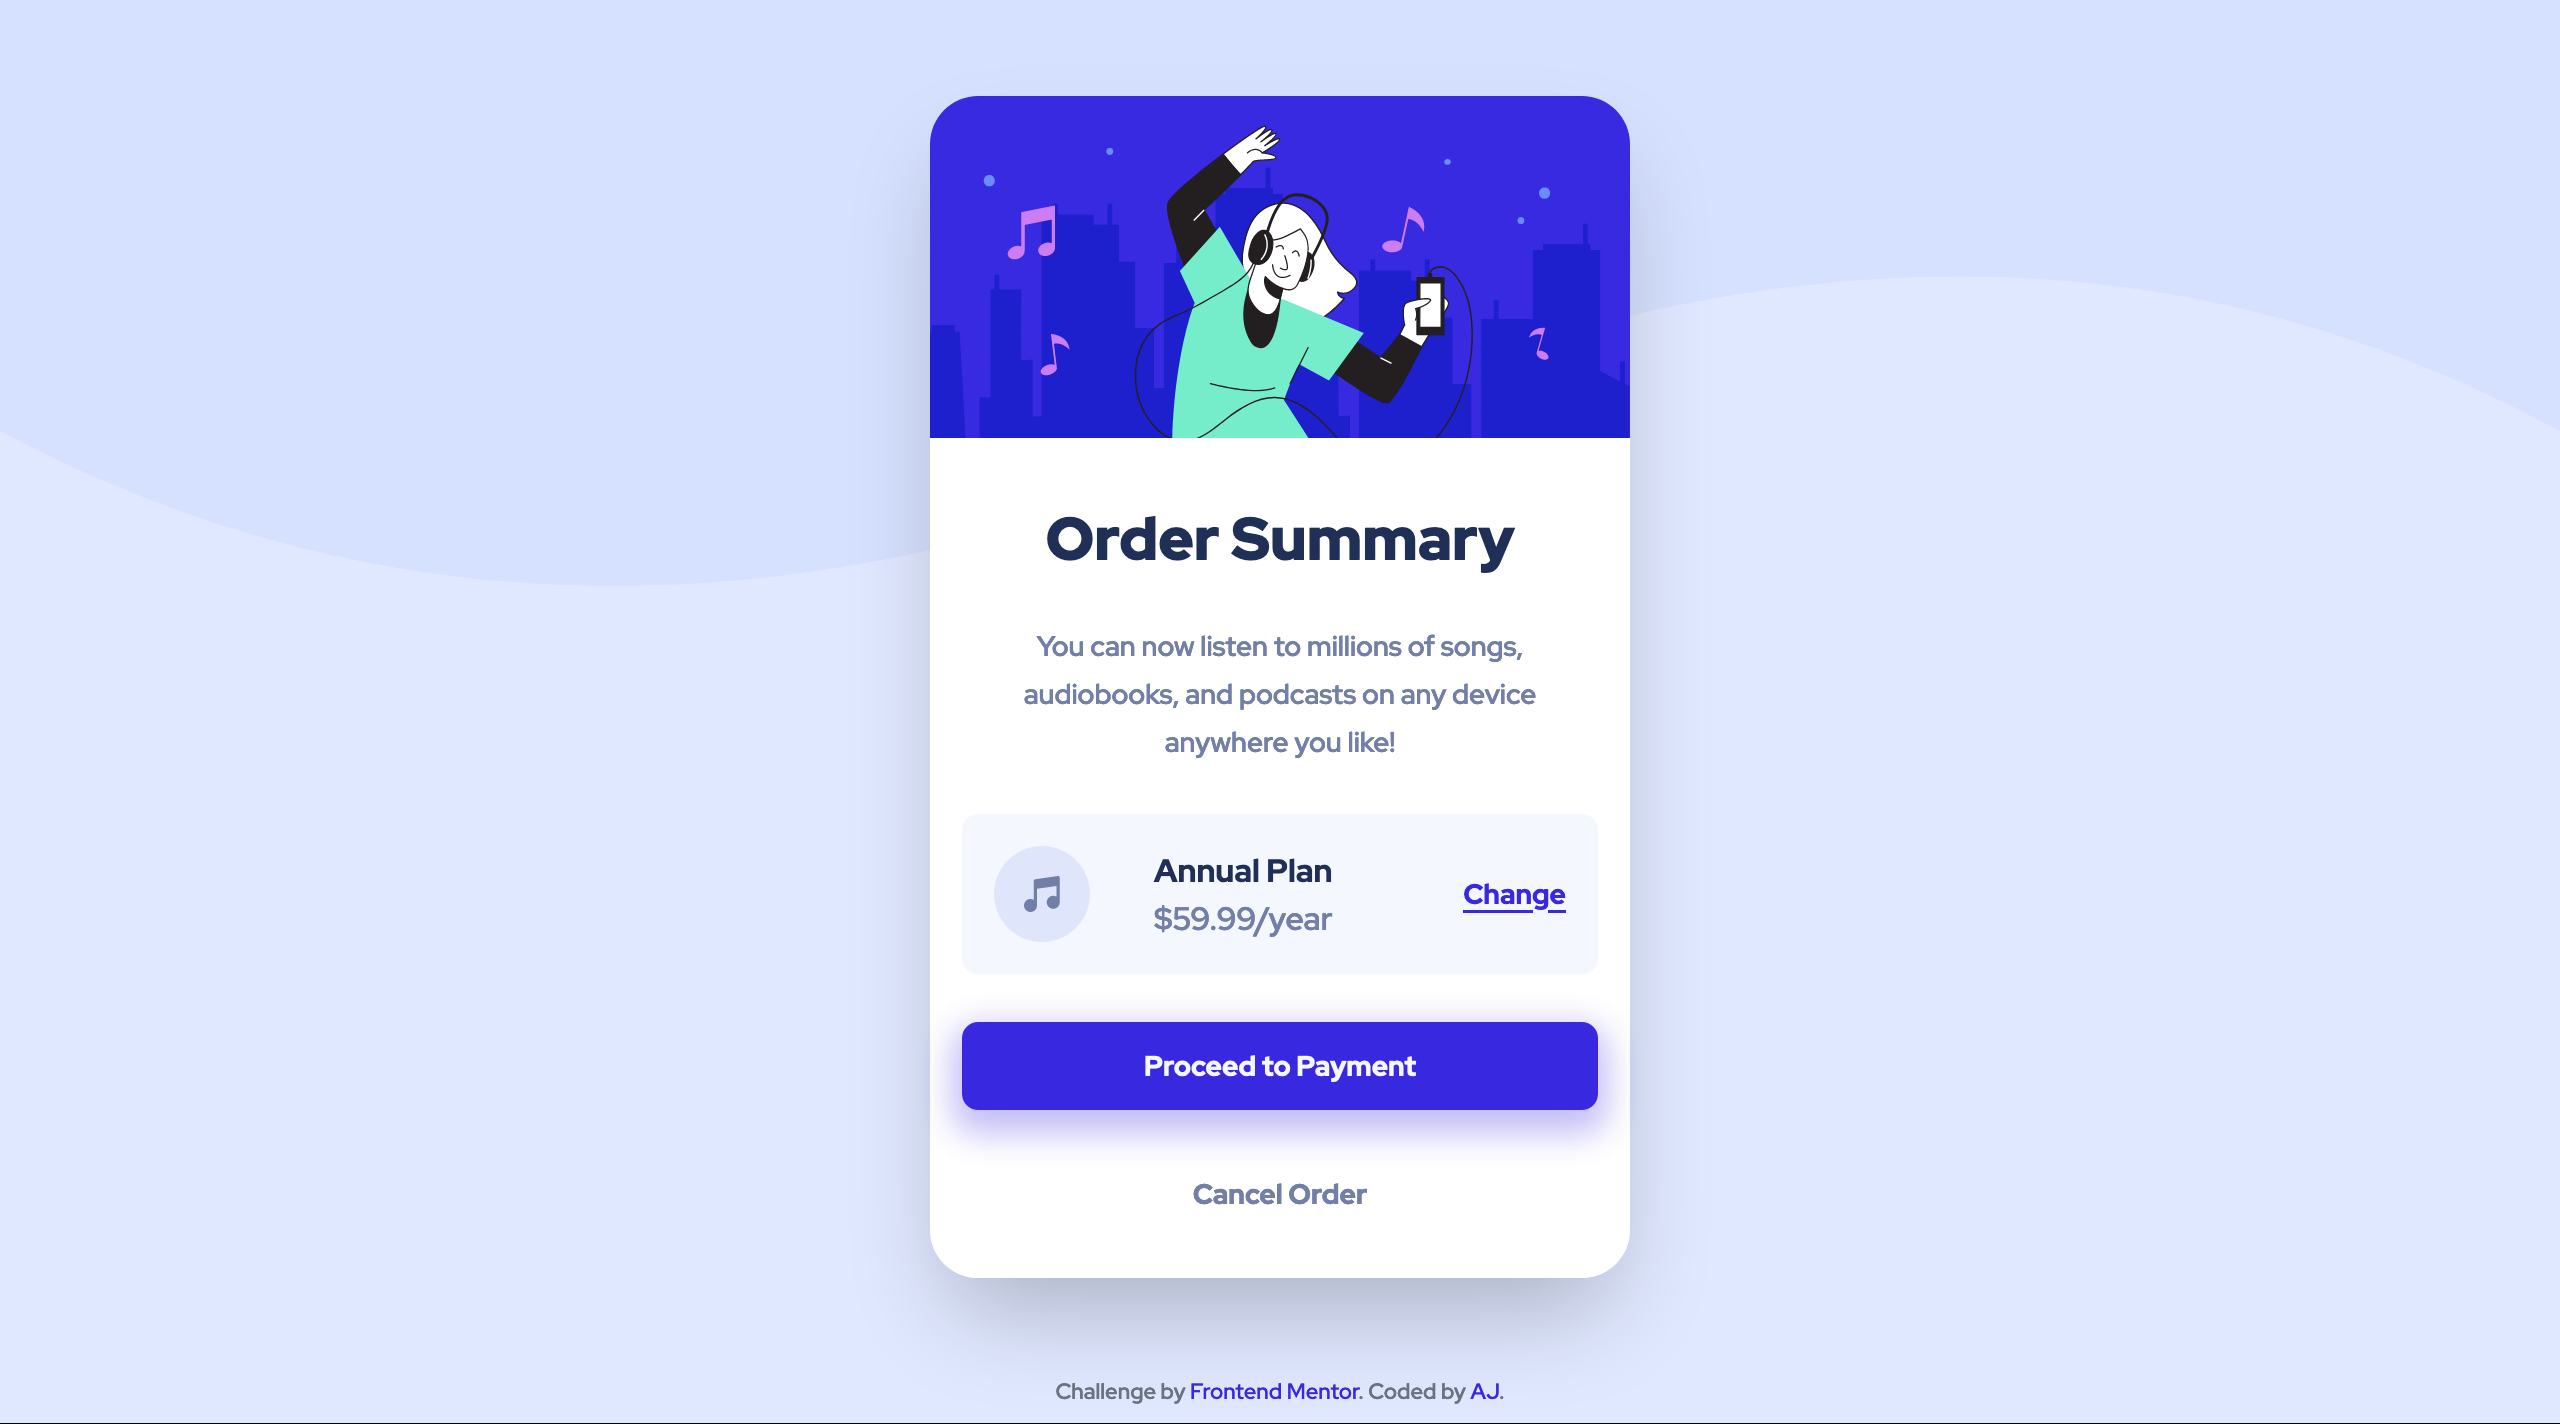 Order Summary
You can now listen to millions of songs,
audiobooks, and podcasts on any device
anywhere you like!
Annual Plan
$59.99/year
Change
Proceed to Payment
Cancel Order
Challenge by Frontend Mentor. Coded by AJ.